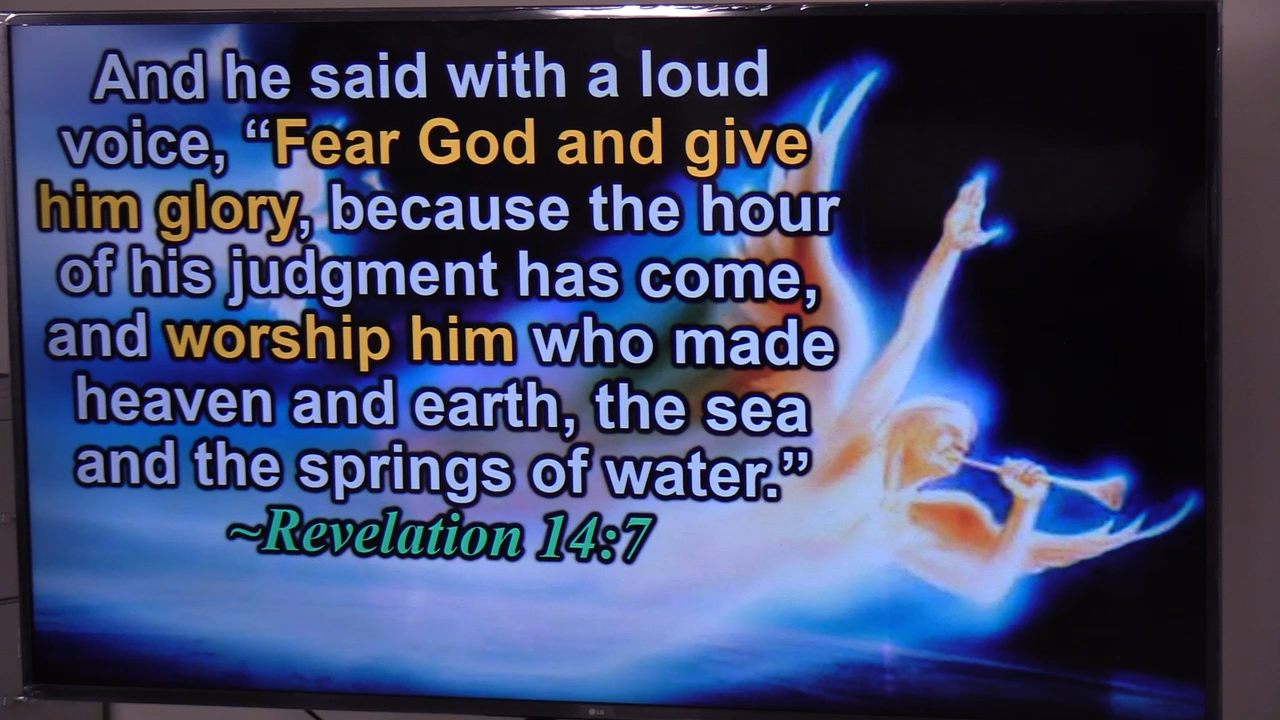 And he said with a loud
voice, “Fear God and give
him glory, because the hour
of his judgment has come,
and worship him who made
heaven and earth, the sea
and the springs of water.”
~Revelation 14:7
LG